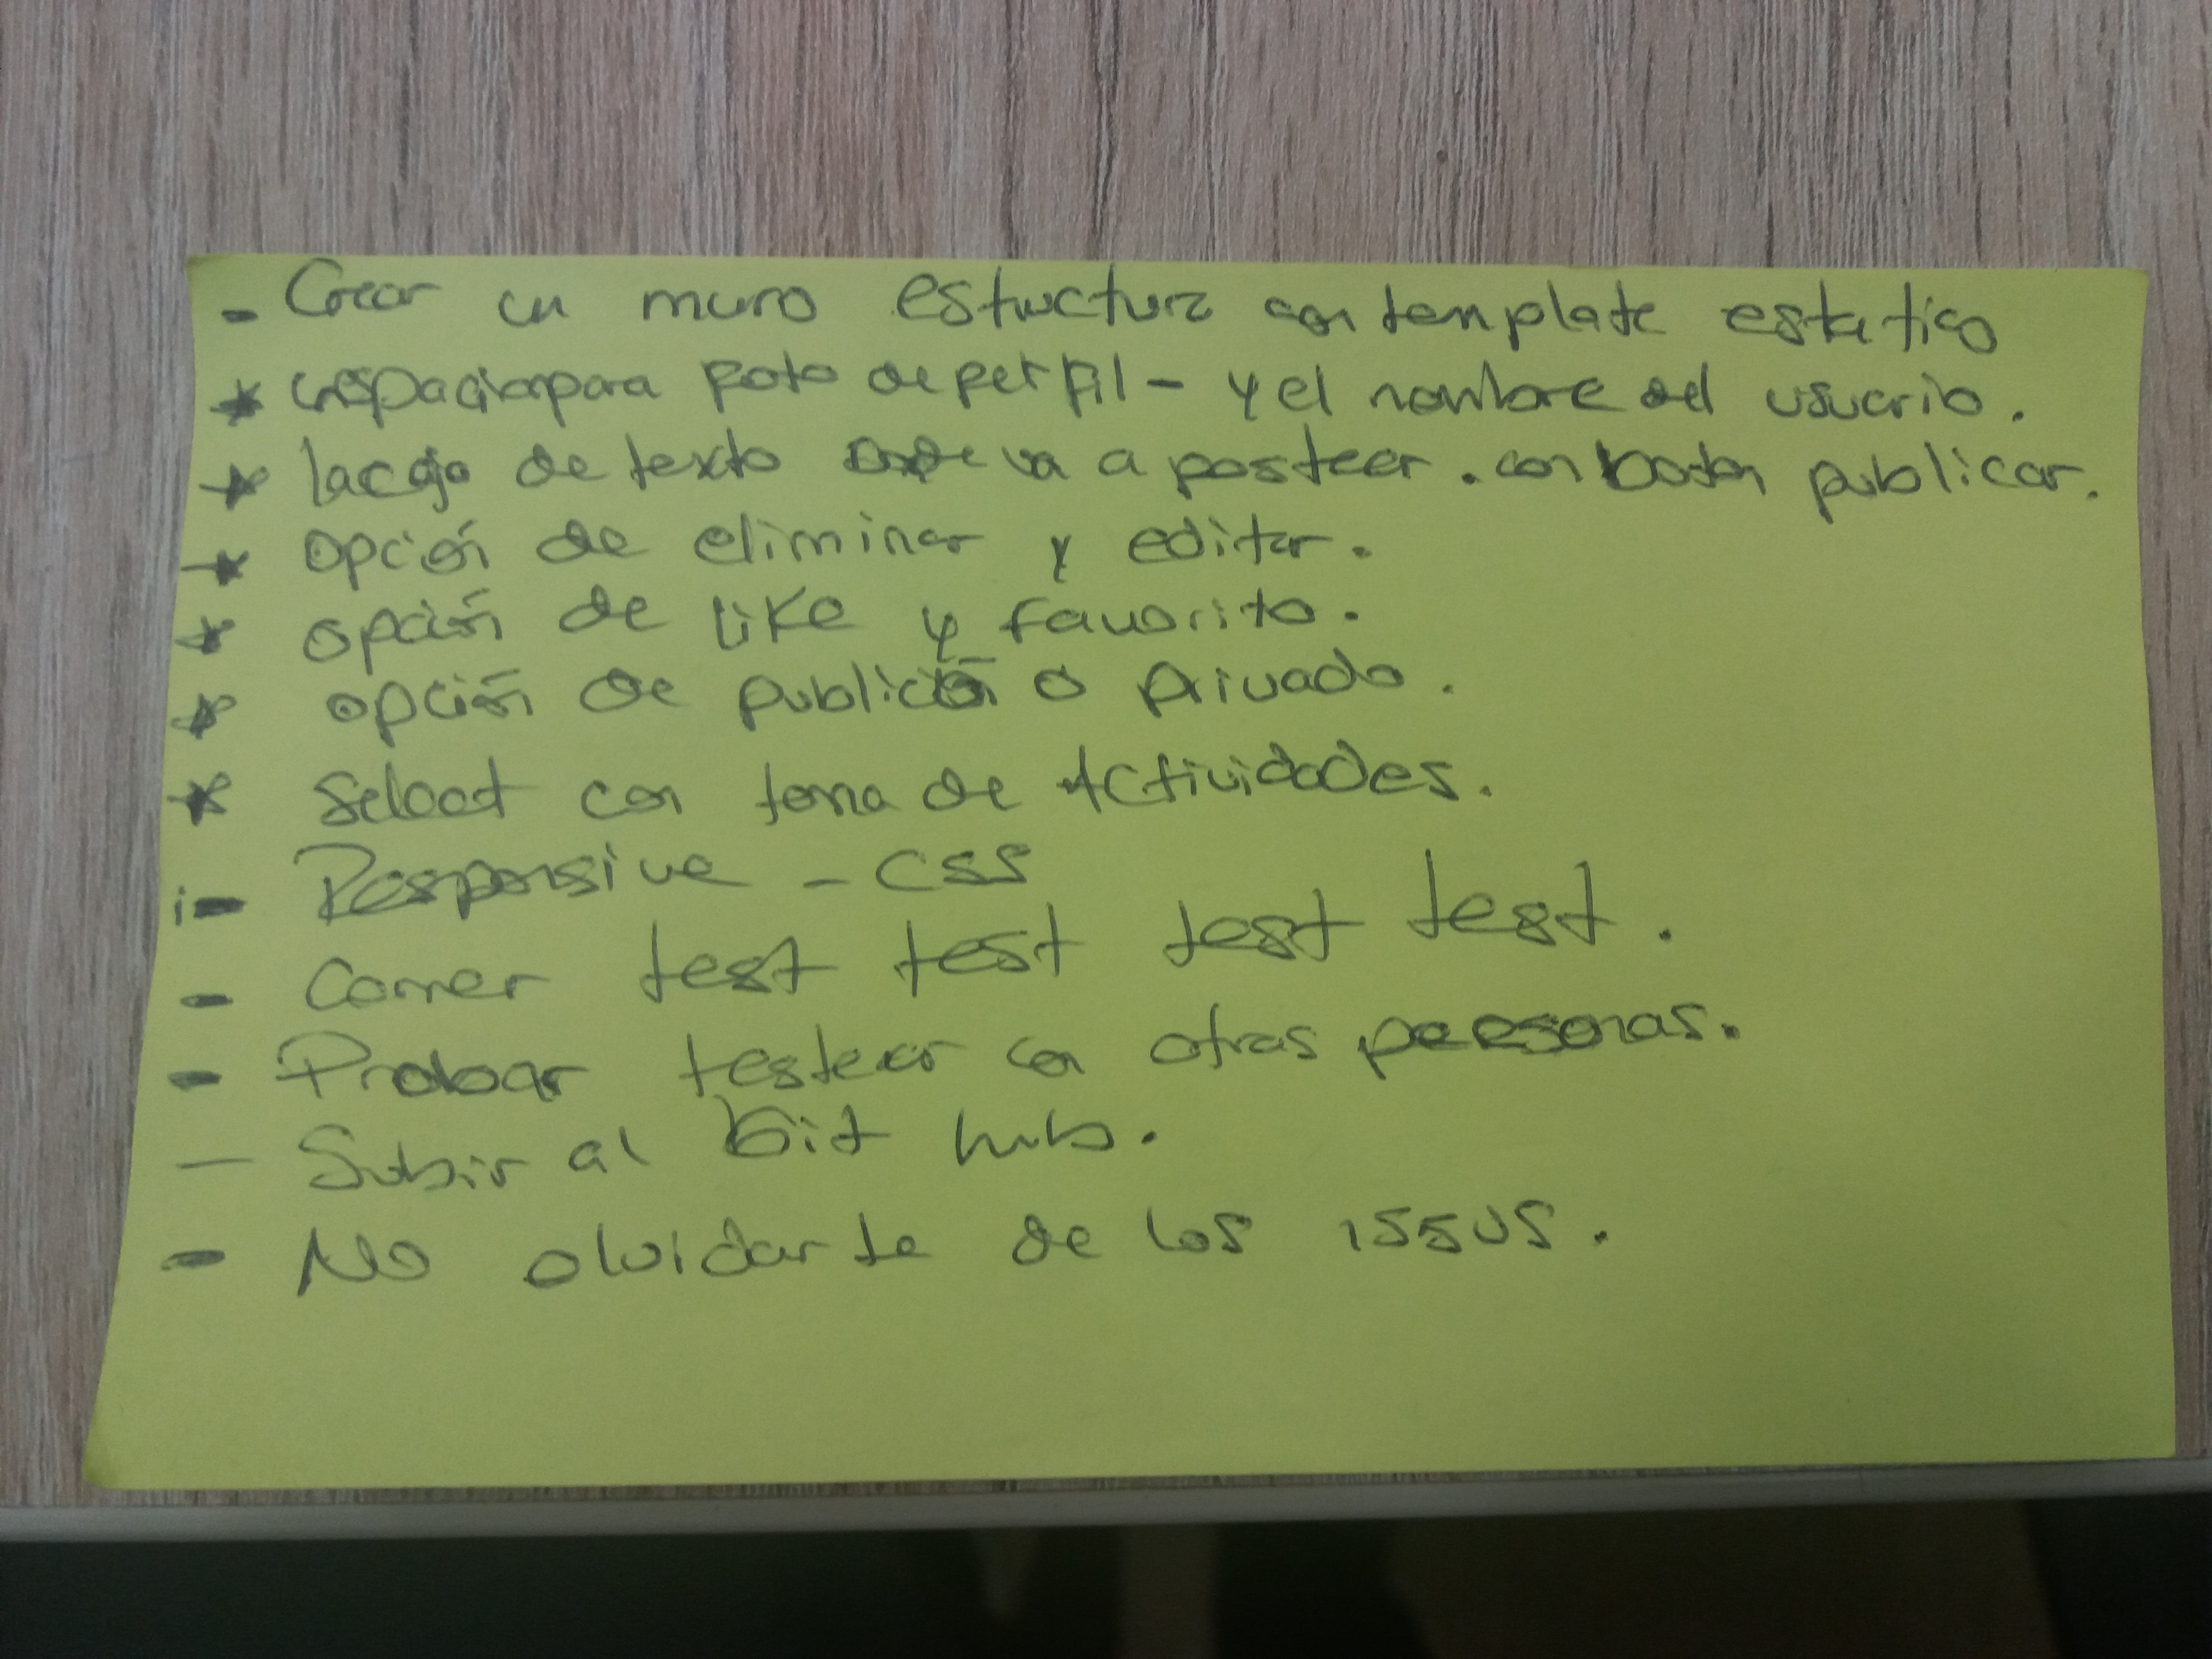 - Crear un muro estructura con template estatico
* un espacio para foto de perfil - y el nombre del usuario.
* la caja de texto donde va a postear. con boton publicar.
* opción de eliminar y editar.
* opción de like y favorito.
* opción de publico o privado.
* Select con tema de Actividades.
- Responsive - CSS
- Correr test test test test.
- Probar testear con otras personas.
- Subir al Git hub.
- No olvidarte de los issus.